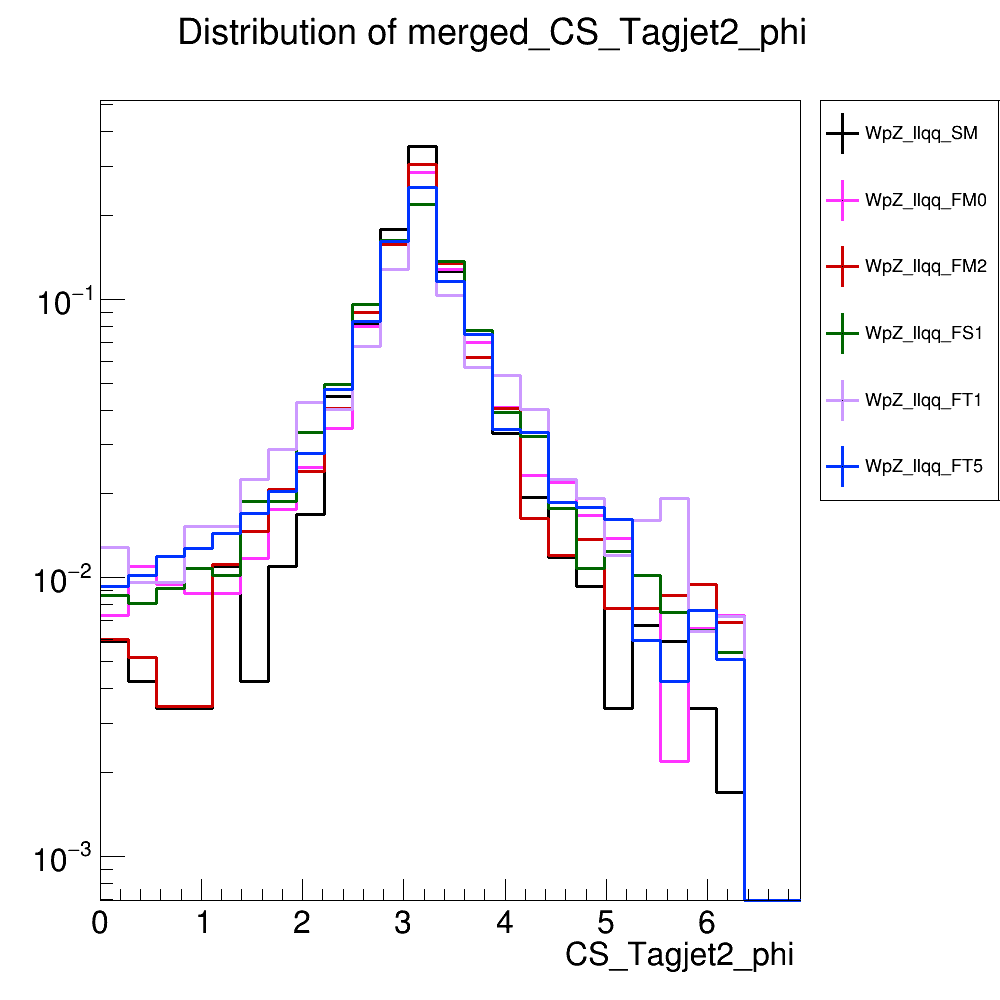 Distribution of merged_CS_Tagjet2_phi
WpZ_llqq_SM
WpZ_llqq_FM0
WpZ_llqq_FM2
WpZ_llqq_FS1
WpZ_llqq_FT1
WpZ_llqq_FT5
10⁻¹
10⁻²
10⁻³
0 1 2 3 4 5 6
CS_Tagjet2_phi